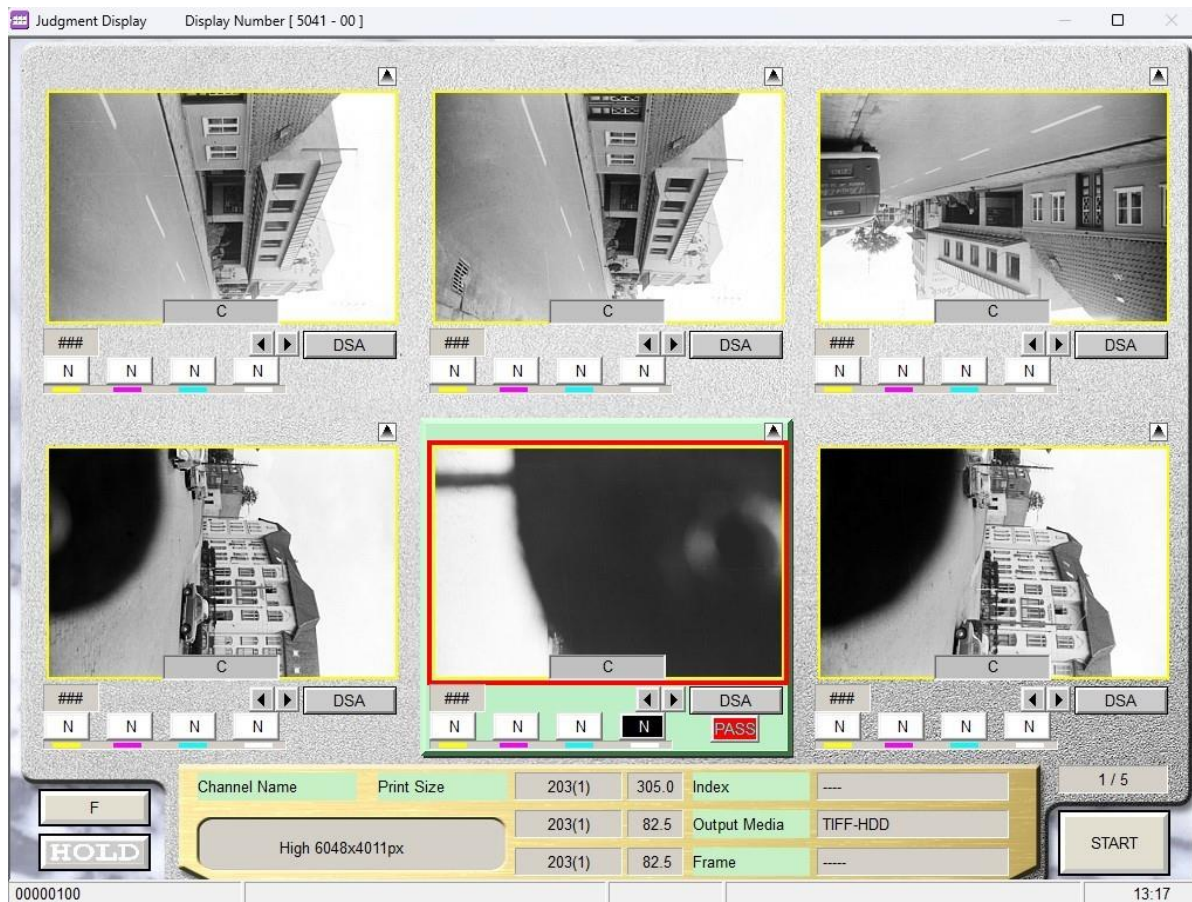 Judgment Display Display Number [ 5041 - 00 ]
C C C
### DSA ### DSA ### DSA
N N N N N N N N N N N N
C C C
### DSA ### DSA ### DSA
N N N N N N N N PASS N N N N
Channel Name Print Size 203(1) 305.0 Index ---- 1 / 5
F
203(1) 82.5 Output Media TIFF-HDD
High 6048x4011px
START
HOLD
203(1) 82.5 Frame -----
00000100 13:17